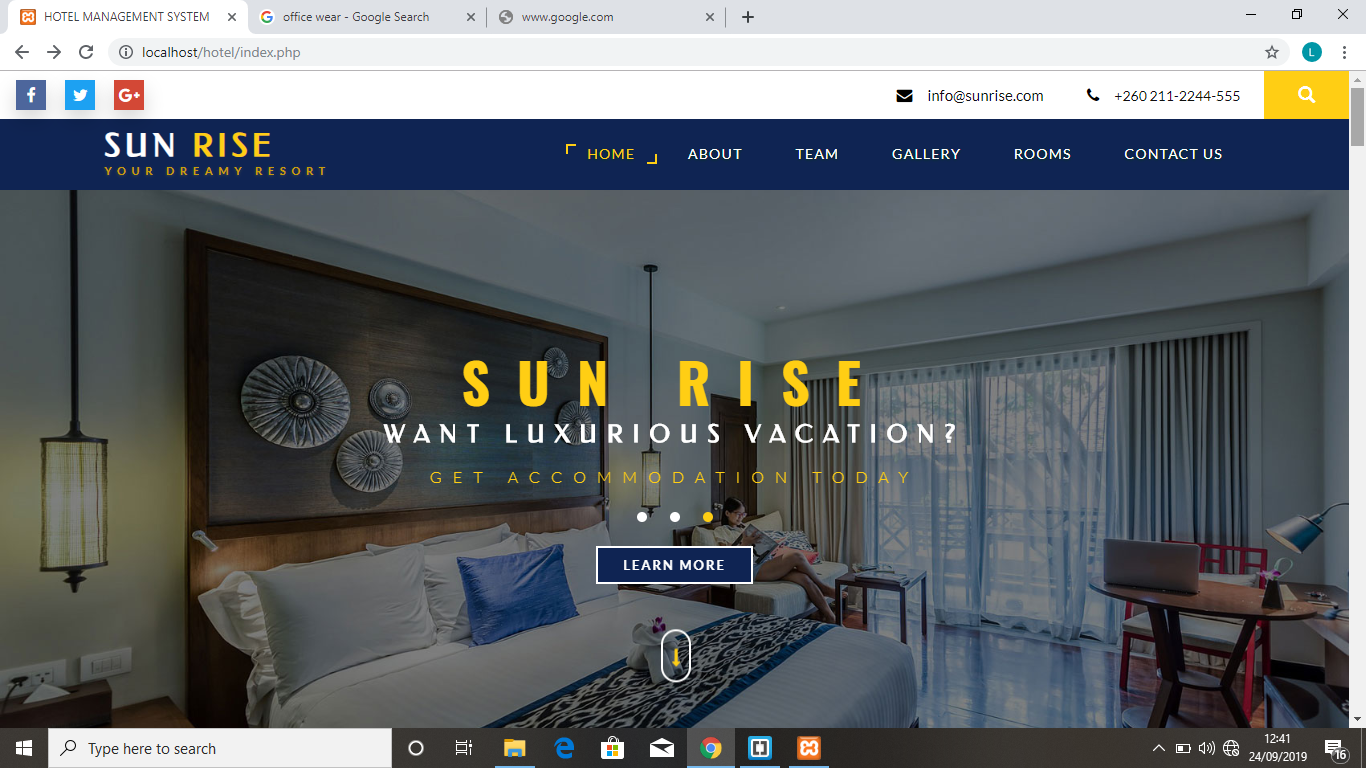 HOTEL MANAGEMENT SYSTEM
office wear - Google Search
www.google.com
localhost/hotel/index.php
L
info@sunrise.com
+260 211-2244-555
SUN RISE
YOUR DREAMY RESORT
HOME
ABOUT
TEAM
GALLERY
ROOMS
CONTACT US
SUN RISE
WANT LUXURIOUS VACATION?
GET ACCOMMODATION TODAY
LEARN MORE
Type here to search
12:41
24/09/2019
16